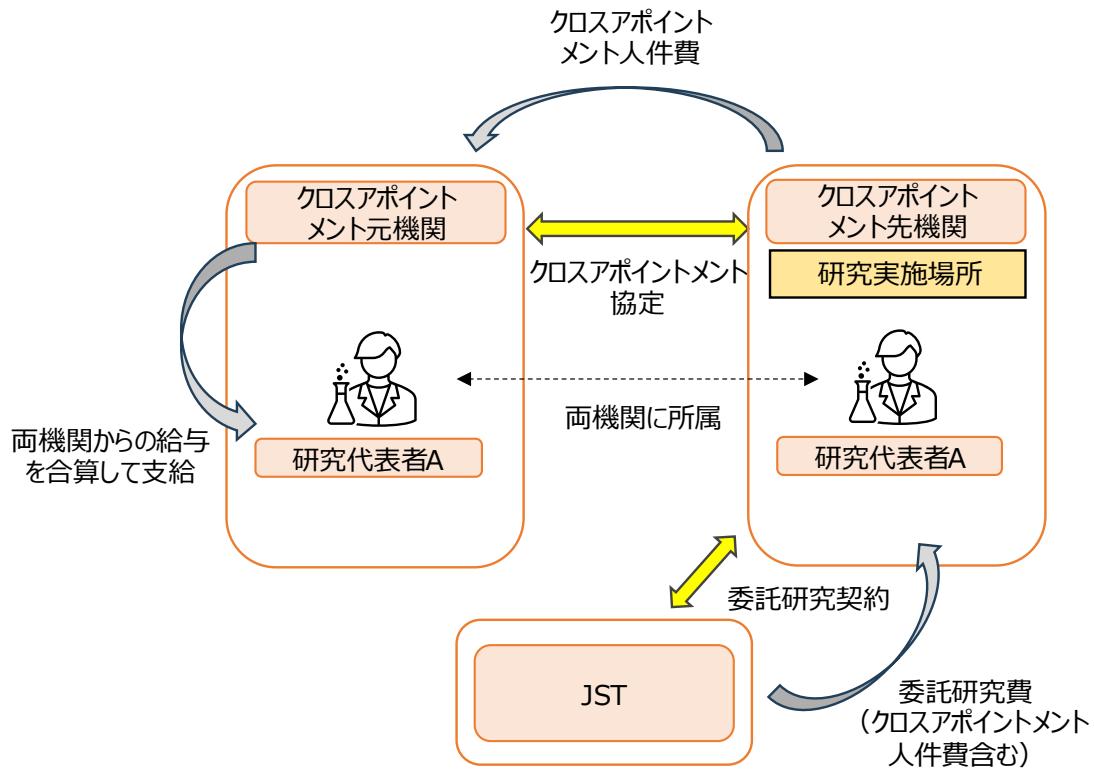 クロスアポイント
メント人件費
クロスアポイント
メント元機関
クロスアポイント
メント先機関
研究実施場所
クロスアポイントメント
協定
両機関に所属
両機関からの給与
を合算して支給
研究代表者A
研究代表者A
委託研究契約
JST
委託研究費
（クロスアポイントメント
人件費含む）